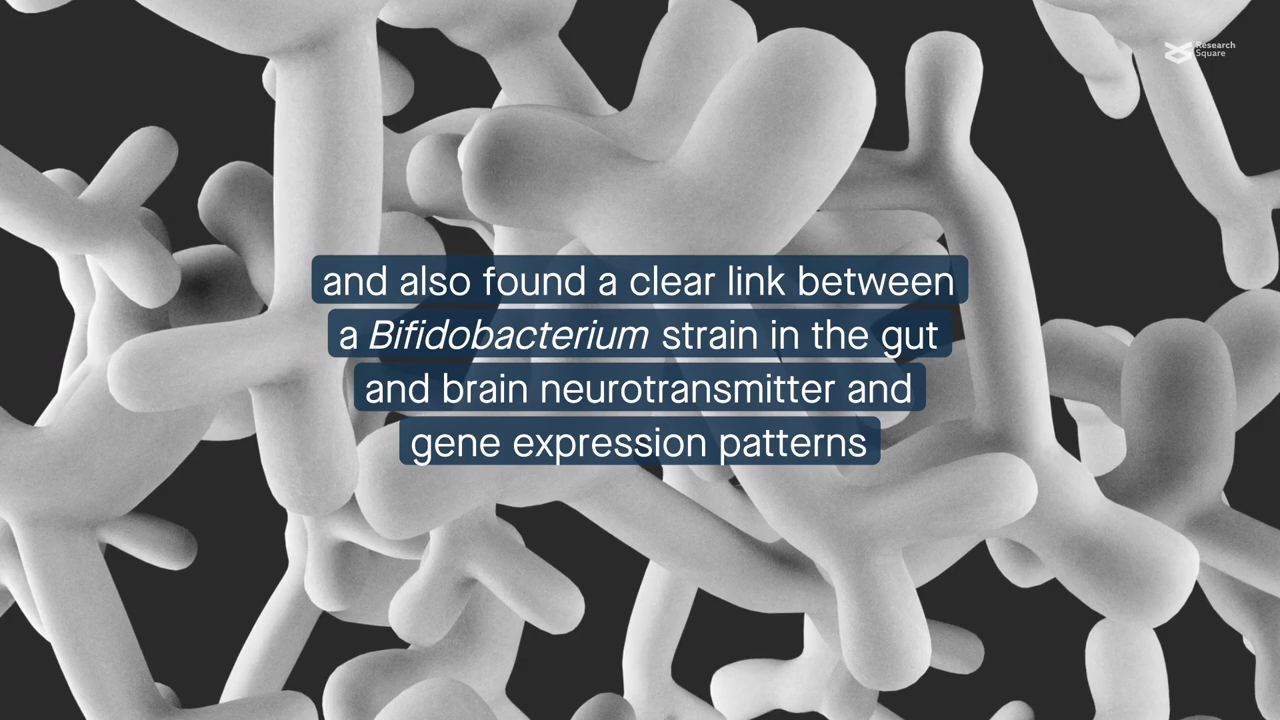 Research
Square
and also found a clear link between
a Bifidobacterium strain in the gut
and brain neurotransmitter and
gene expression patterns